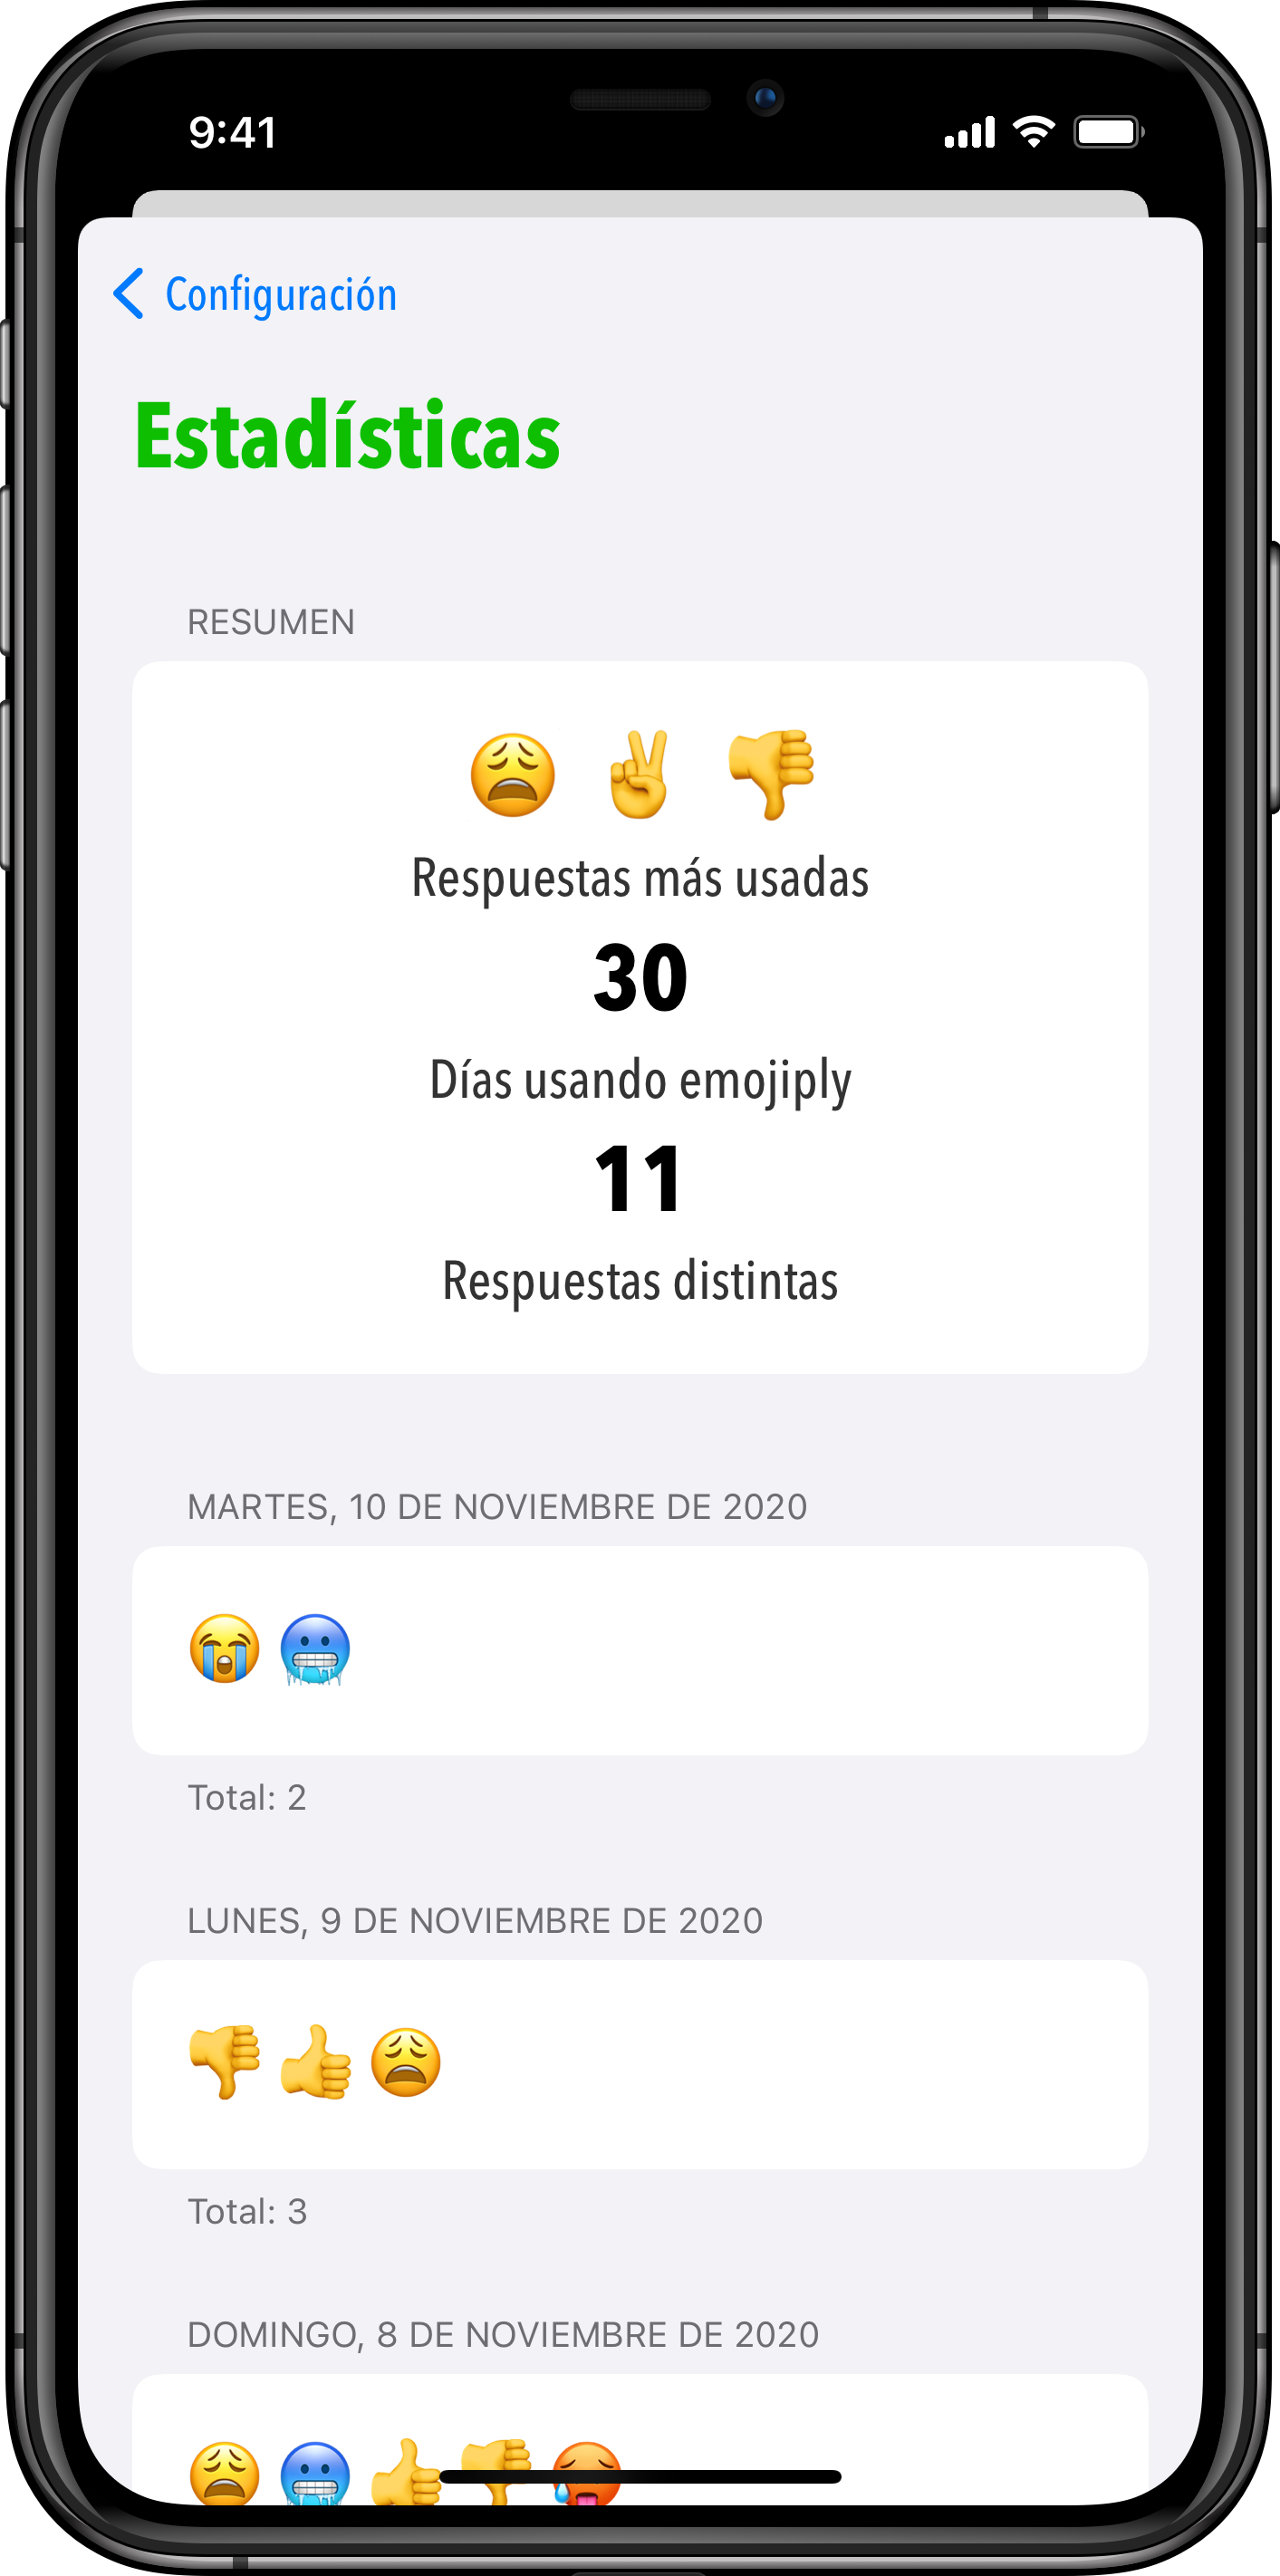 9:41
Configuración
Estadísticas
RESUMEN
😩 ✌️ 👎
Respuestas más usadas
30
Días usando emojiply
11
Respuestas distintas
MARTES, 10 DE NOVIEMBRE DE 2020
😭 🥶
Total: 2
LUNES, 9 DE NOVIEMBRE DE 2020
👎 👍 😩
Total: 3
DOMINGO, 8 DE NOVIEMBRE DE 2020
😩 🥶 👍 👎 🥵